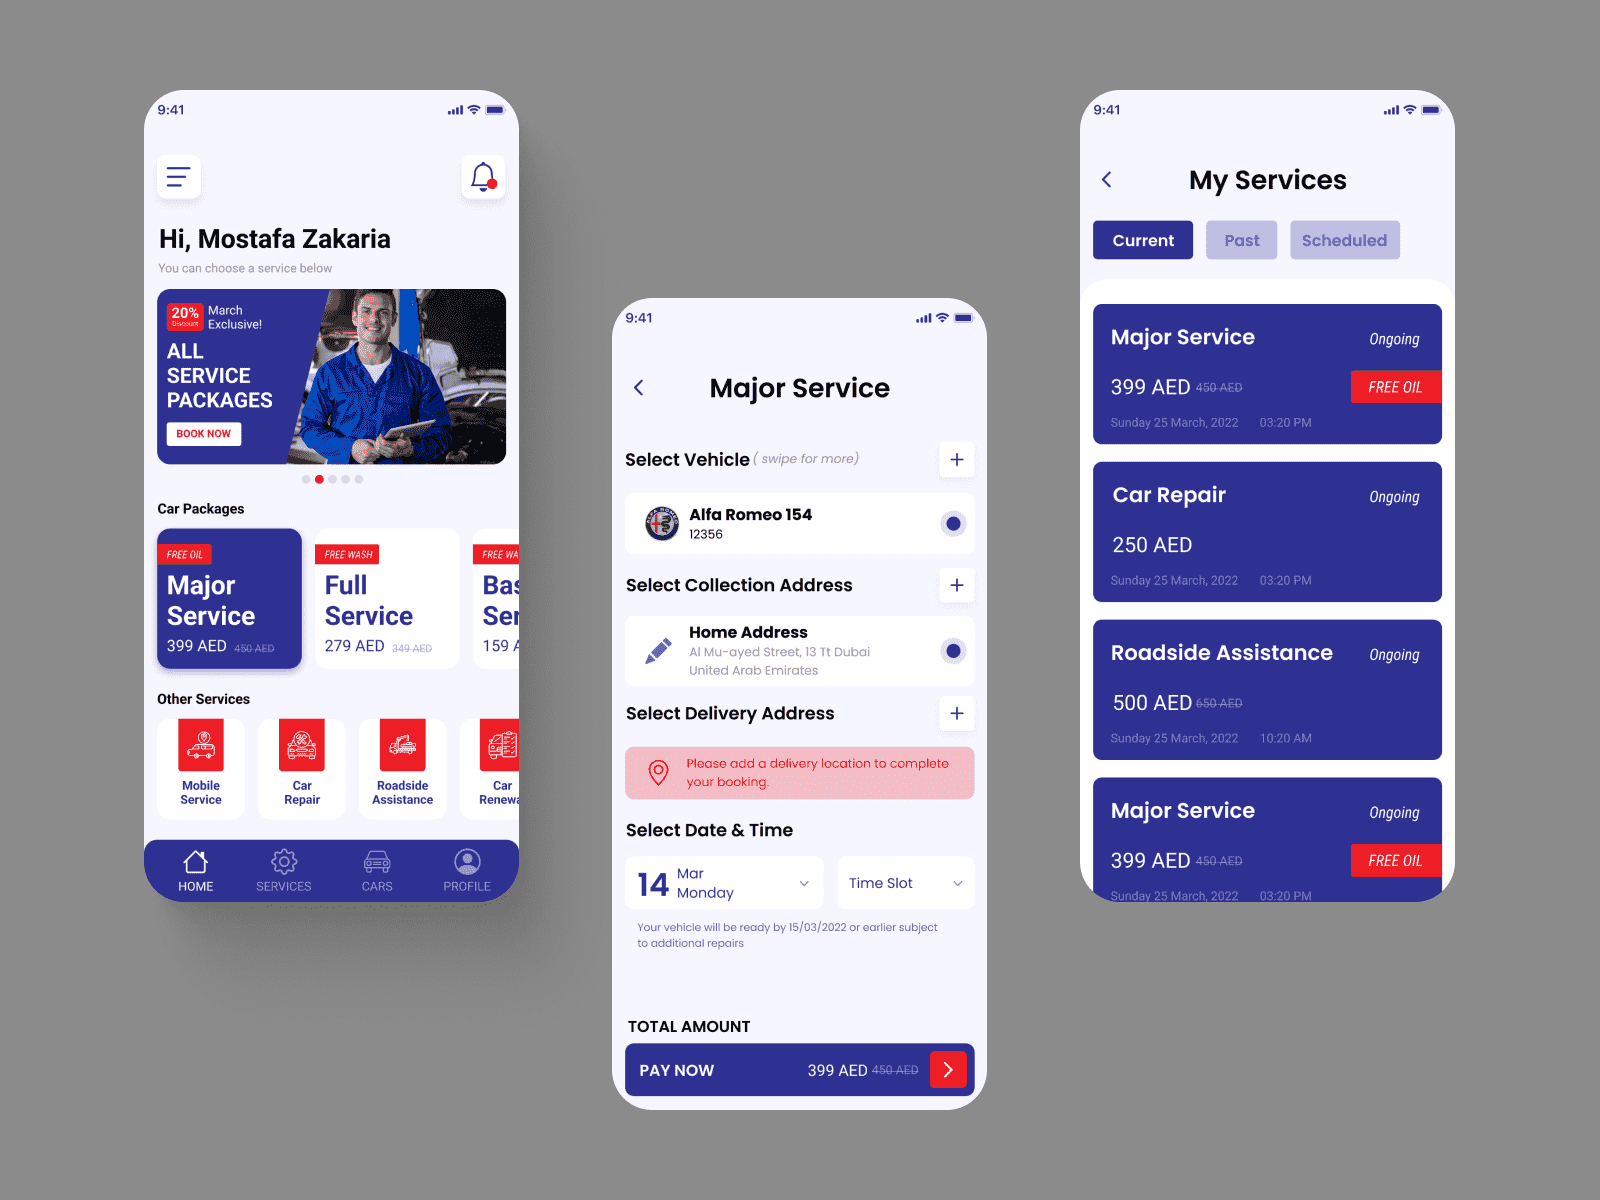 9:41
Hi, Mostafa Zakaria
You can choose a service below
20%
Discount
March
Exclusive!
ALL
SERVICE
PACKAGES
BOOK NOW
Car Packages
FREE OIL
Major
Service
399 AED 450 AED
FREE WASH
Full
Service
279 AED 349 AED
FREE WA
Bas
Ser
159 A
Other Services
Mobile
Service
Car
Repair
Roadside
Assistance
Car
Renewa
HOME
SERVICES
CARS
PROFILE
9:41
Major Service
Select Vehicle ( swipe for more)
Alfa Romeo 154
12356
Select Collection Address
Home Address
Al Mu-ayed Street, 13 Tt Dubai
United Arab Emirates
Select Delivery Address
Please add a delivery location to complete
your booking.
Select Date & Time
14
Mar
Monday
Time Slot
Your vehicle will be ready by 15/03/2022 or earlier subject
to additional repairs
TOTAL AMOUNT
PAY NOW 399 AED 450 AED
9:41
My Services
Current Past Scheduled
Major Service Ongoing
399 AED 450 AED FREE OIL
Sunday 25 March, 2022 03:20 PM
Car Repair Ongoing
250 AED
Sunday 25 March, 2022 03:20 PM
Roadside Assistance Ongoing
500 AED 650 AED
Sunday 25 March, 2022 10:20 AM
Major Service Ongoing
399 AED 450 AED FREE OIL
Sunday 25 March, 2022 03:20 PM